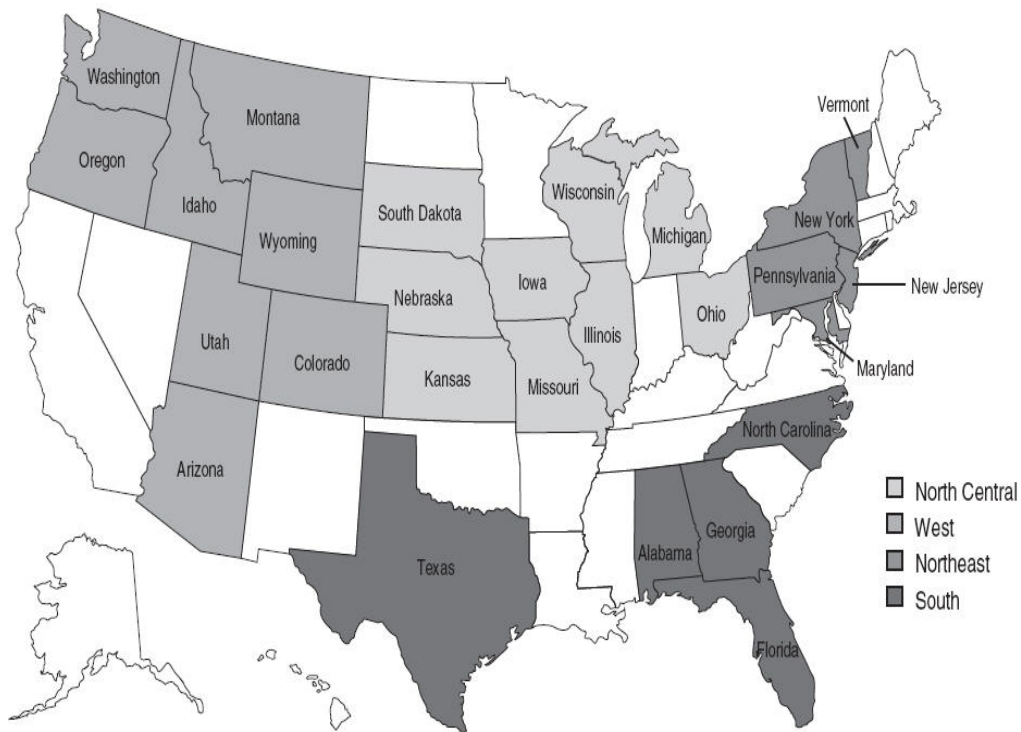 Washington
Montana
Vermont
Oregon
Idaho
Wisconsin
South Dakota
New York
Michigan
Wyoming
Pennsylvania
Iowa
New Jersey
Nebraska
Ohio
Illinois
Utah
Colorado
Maryland
Kansas
Missouri
North Carolina
Arizona
North Central
West
Georgia
Alabama
Northeast
Texas
South
Florida